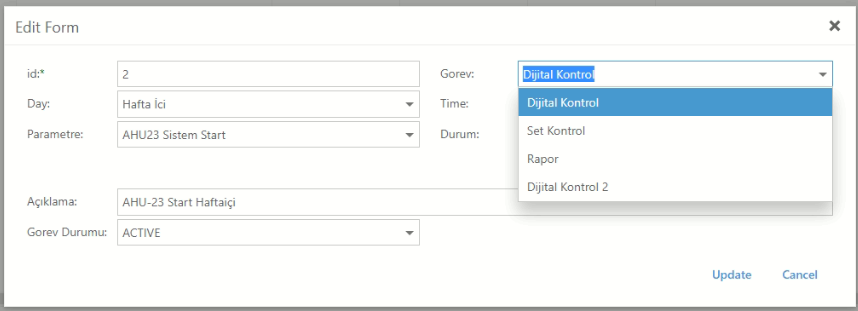 Edit Form
id:* 2 Gorev: Dijital Kontrol
Day: Hafta İci Time: Dijital Kontrol
Parametre: AHU23 Sistem Start Durum: Set Kontrol
Rapor
Dijital Kontrol 2
Açıklama: AHU-23 Start Haftaiçi
Gorev Durumu: ACTIVE
Update Cancel